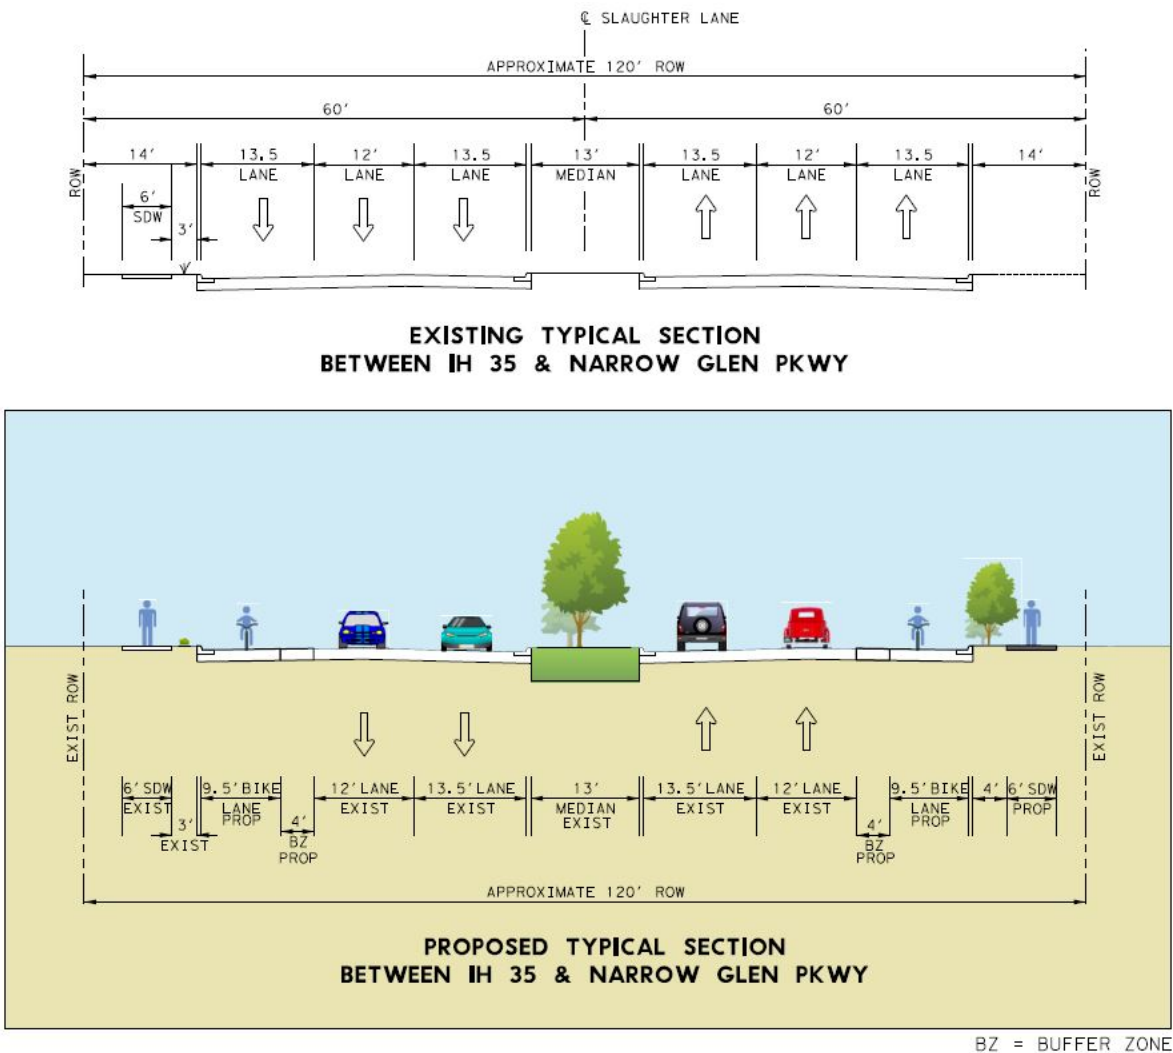 ℄ SLAUGHTER LANE
APPROXIMATE 120' ROW
60' 60'
14' 13.5 12' 13.5 13' 13.5 12' 13.5 14'
LANE LANE LANE MEDIAN LANE LANE LANE
ROW
6'
SDW
3'
ROW
EXISTING TYPICAL SECTION
BETWEEN IH 35 & NARROW GLEN PKWY
EXIST ROW
EXIST ROW
6' SDW 9.5' BIKE 12' LANE 13.5' LANE 13' 13.5' LANE 12' LANE 9.5' BIKE 4' 6' SDW
EXIST LANE EXIST EXIST MEDIAN EXIST EXIST LANE PROP
PROP EXIST PROP
3' 4' 4'
EXIST BZ BZ
PROP PROP
APPROXIMATE 120' ROW
PROPOSED TYPICAL SECTION
BETWEEN IH 35 & NARROW GLEN PKWY
BZ = BUFFER ZONE